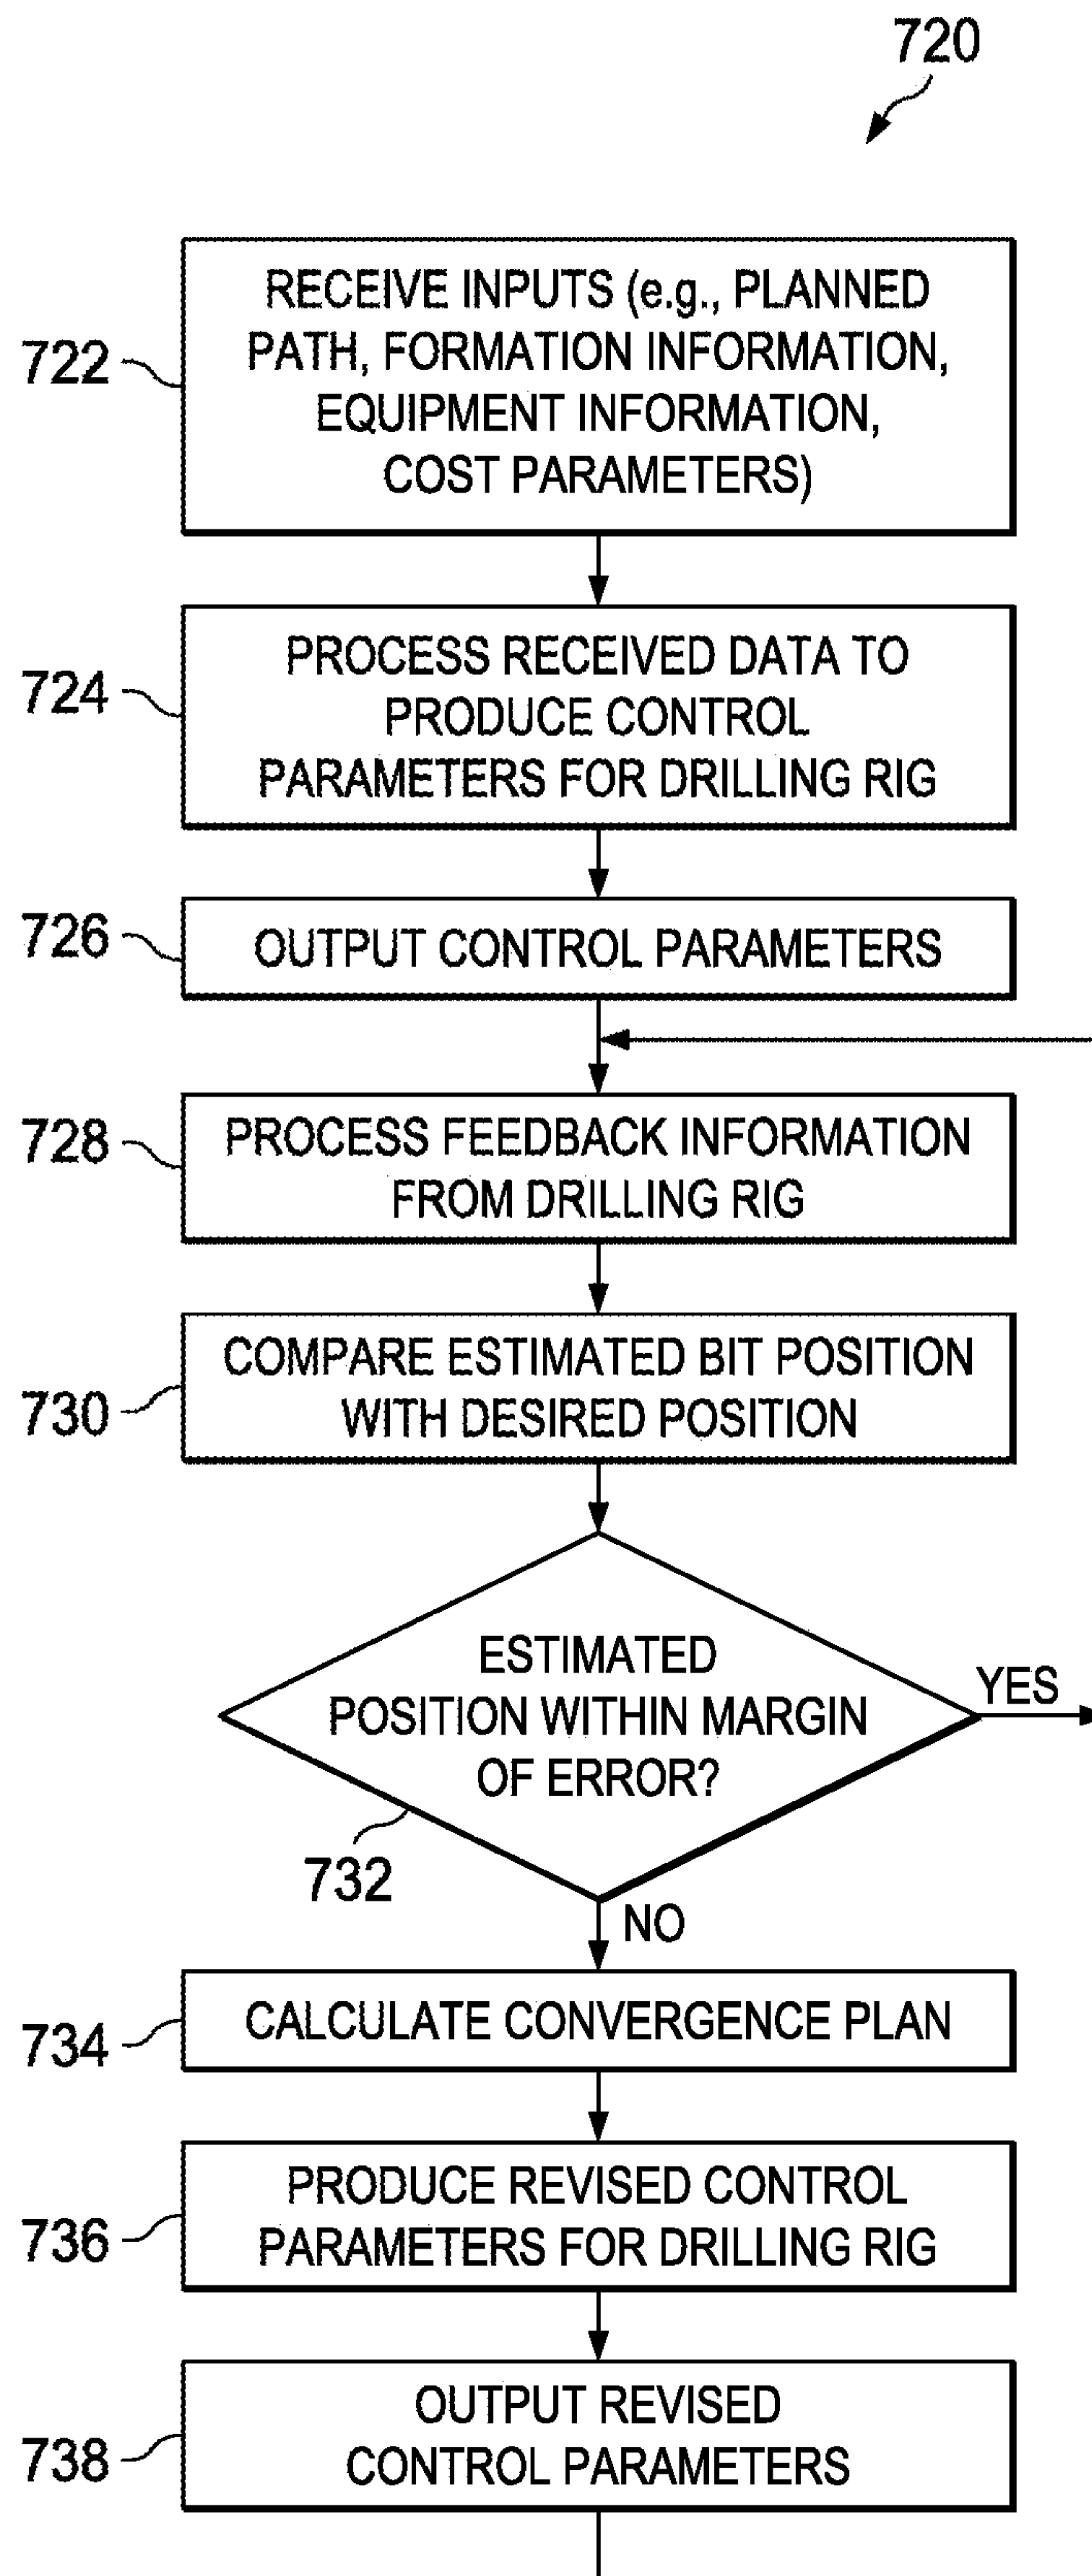 720
722
RECEIVE INPUTS (e.g., PLANNED
PATH, FORMATION INFORMATION,
EQUIPMENT INFORMATION,
COST PARAMETERS)
724
PROCESS RECEIVED DATA TO
PRODUCE CONTROL
PARAMETERS FOR DRILLING RIG
726
OUTPUT CONTROL PARAMETERS
728
PROCESS FEEDBACK INFORMATION
FROM DRILLING RIG
730
COMPARE ESTIMATED BIT POSITION
WITH DESIRED POSITION
ESTIMATED
POSITION WITHIN MARGIN
OF ERROR?
YES
732
NO
734
CALCULATE CONVERGENCE PLAN
736
PRODUCE REVISED CONTROL
PARAMETERS FOR DRILLING RIG
738
OUTPUT REVISED
CONTROL PARAMETERS